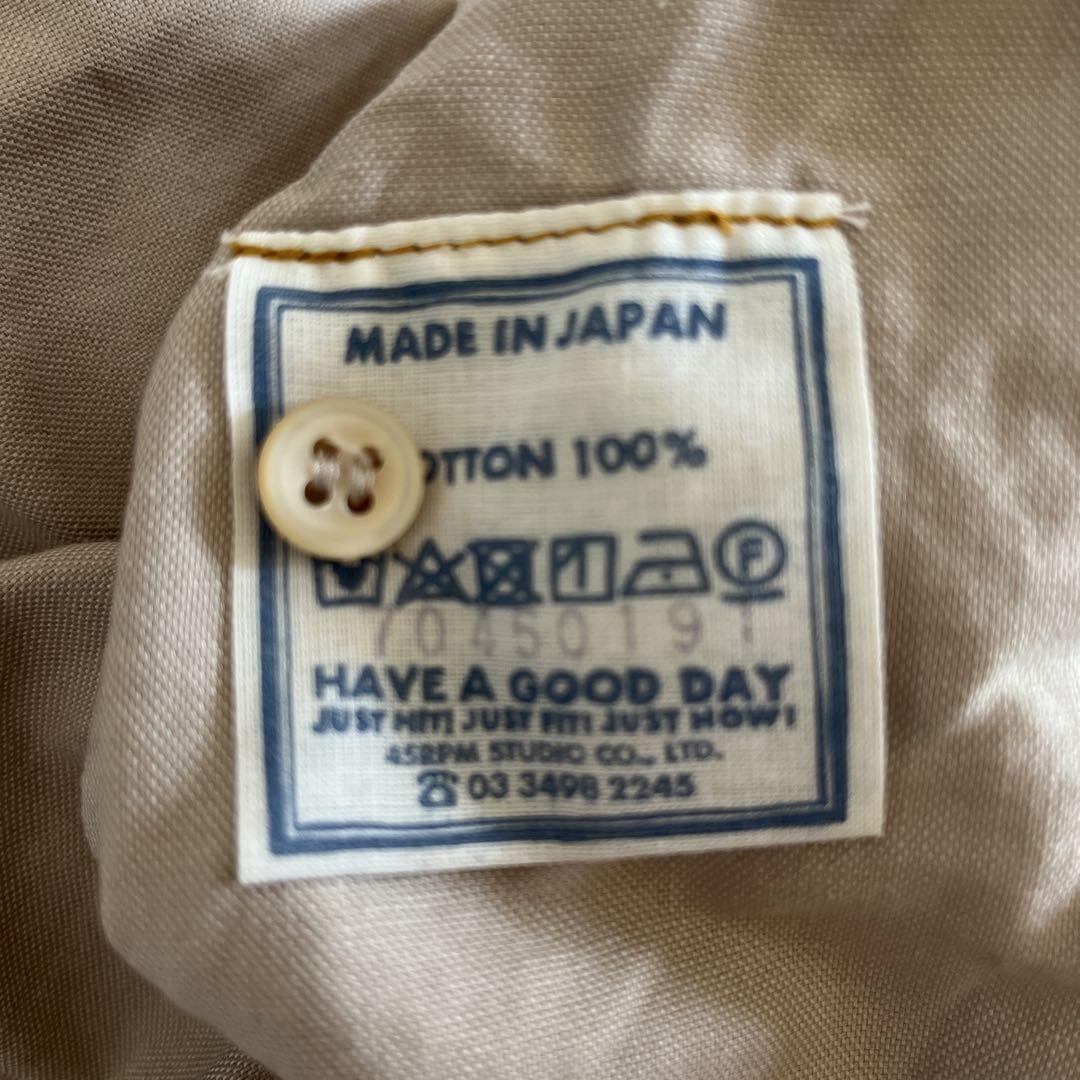 MADE IN JAPAN
OTTON 100%
F
HAVE A GOOD DAY
JUST HIT! JUST FIT! JUST NOW!
45RPM STUDIO CO., LTD.
☎ 03 3498 2245